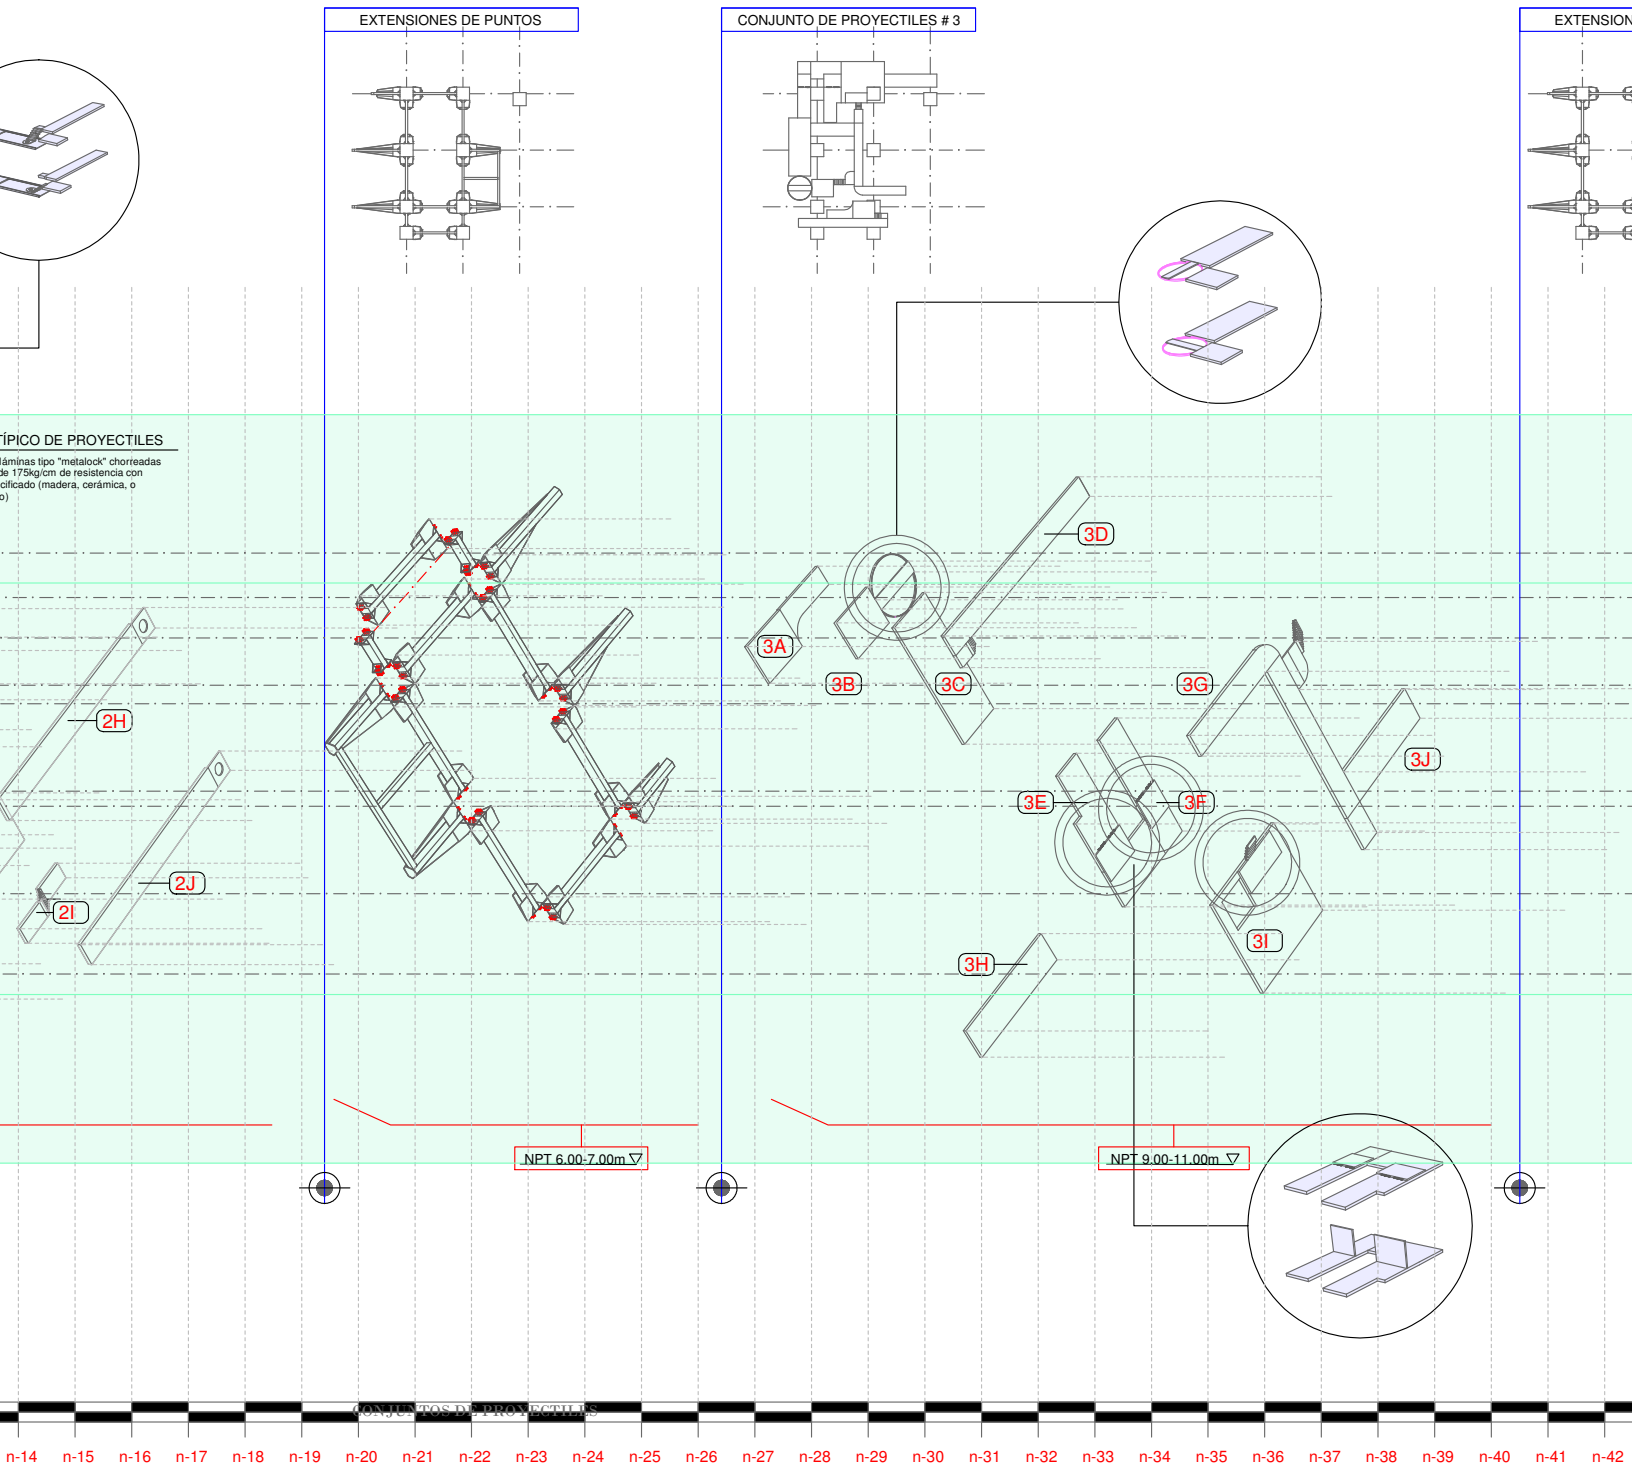 EXTENSIONES DE PUNTOS
CONJUNTO DE PROYECTILES # 3
EXTENSION
TÍPICO DE PROYECTILES
láminas tipo "metalock" chorreadas
de 175kg/cm de resistencia con
cificado (madera, cerámica, o
o)
3D
3A
3B
3C
3G
2H
3J
3E
3F
2J
2I
3I
3H
NPT 6.00-7.00m
NPT 9.00-11.00m
CONJUNTOS DE PROYECTILES
n-14 n-15 n-16 n-17 n-18 n-19 n-20 n-21 n-22 n-23 n-24 n-25 n-26 n-27 n-28 n-29 n-30 n-31 n-32 n-33 n-34 n-35 n-36 n-37 n-38 n-39 n-40 n-41 n-42